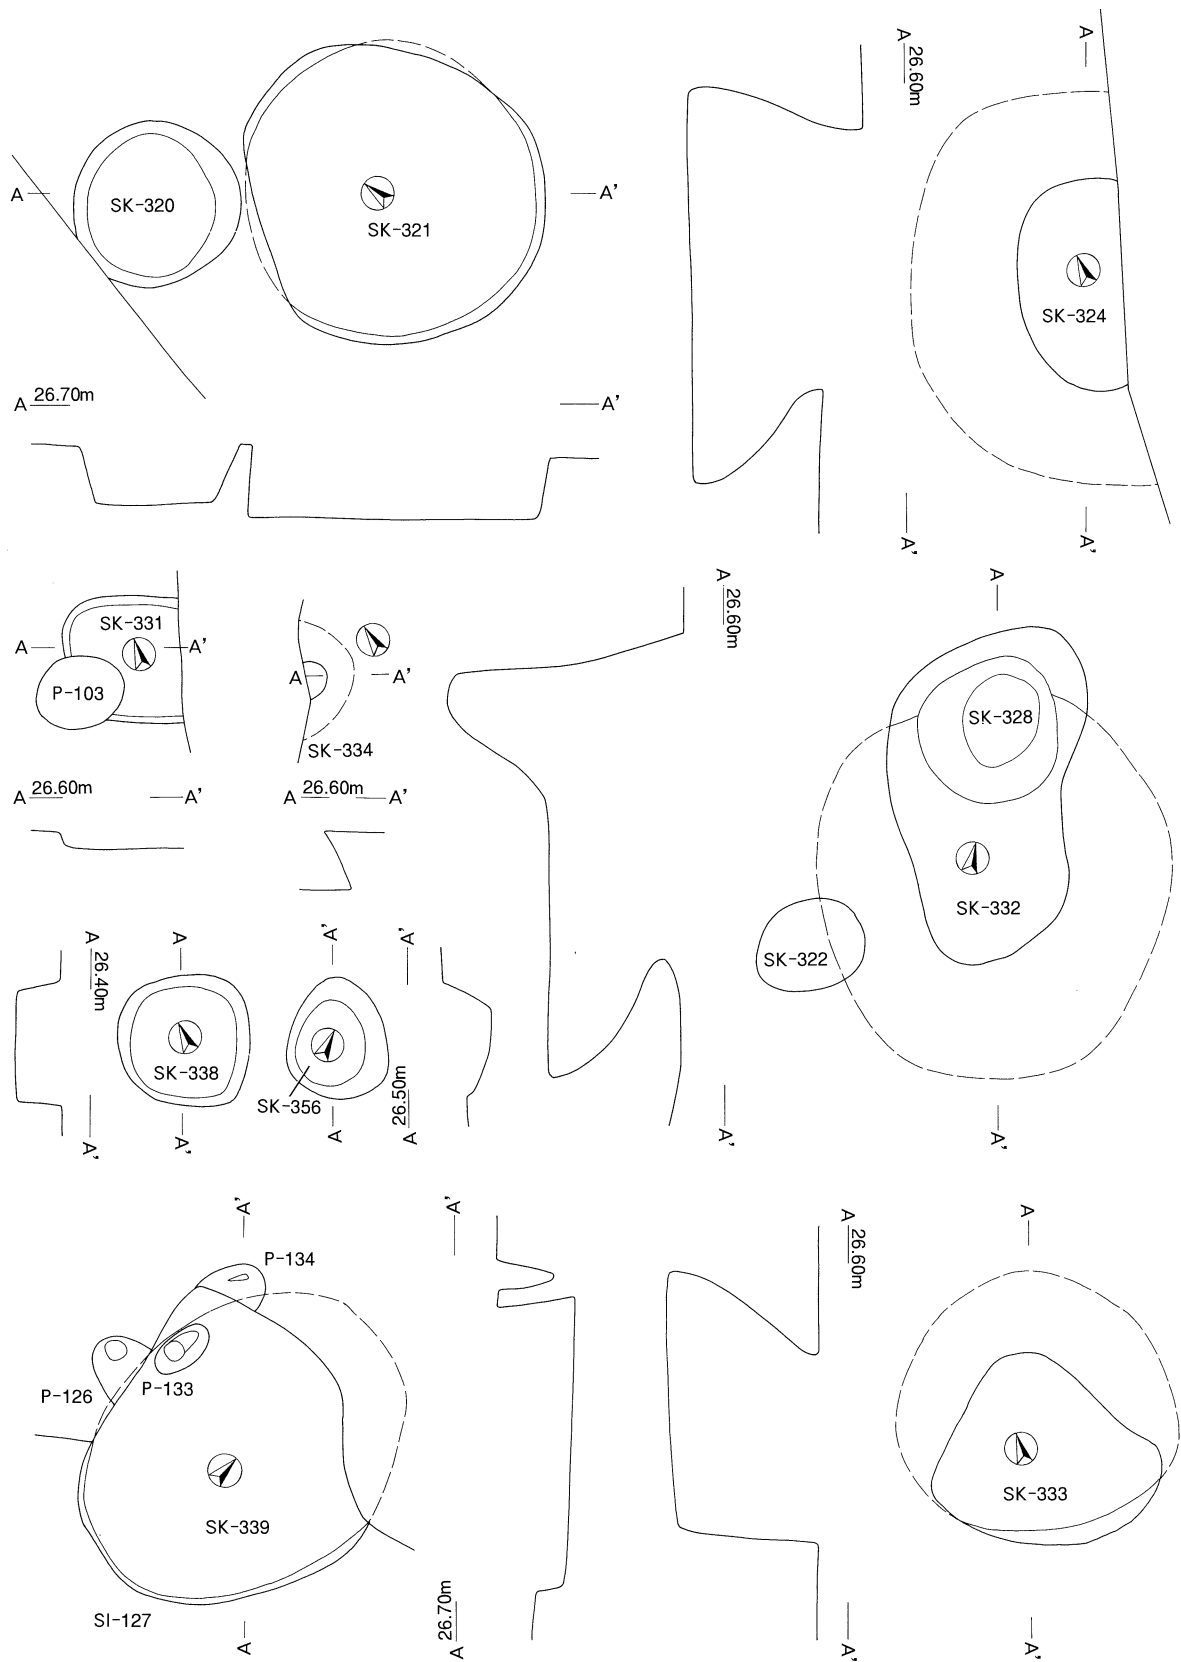 A
SK-320
SK-321
A'
A 26.70m
A'
A 26.60m
A'
A
SK-324
A'
SK-331
A
A'
P-103
A 26.60m
A'
A
A'
SK-334
A 26.60m
A'
A 26.60m
A'
A
SK-328
SK-332
SK-322
A'
A 26.40m
A'
A
SK-338
A'
A'
SK-356
A
A'
A 26.50m
A'
P-134
P-126
P-133
SK-339
SI-127
A
A'
A 26.70m
A 26.60m
A'
A
SK-333
A'